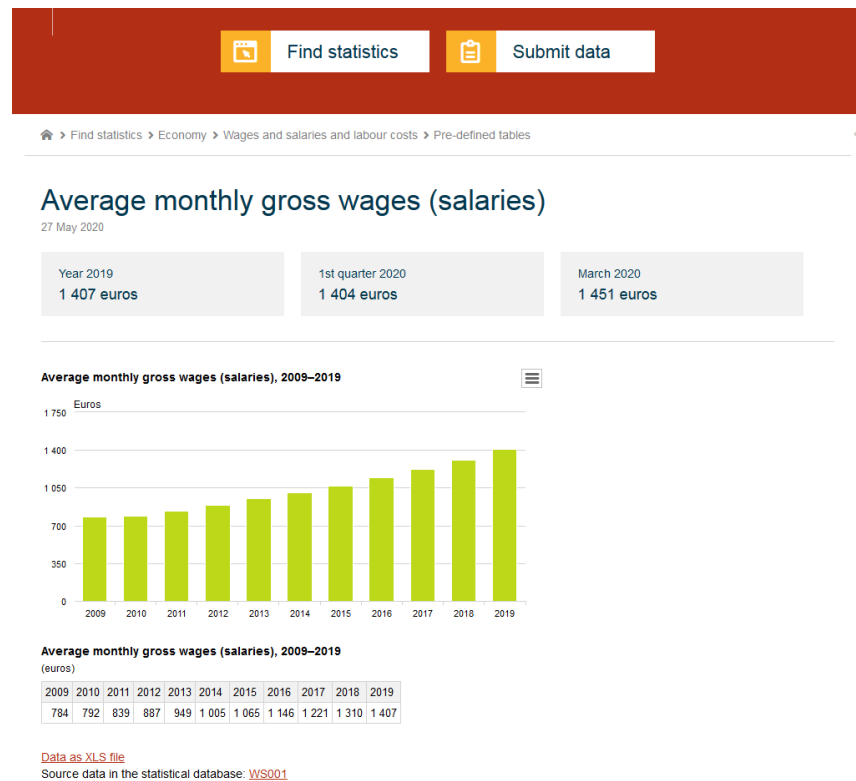 Find statistics Submit data
Find statistics Economy Wages and salaries and labour costs Pre-defined tables
Average monthly gross wages (salaries)
27 May 2020
Year 2019 1st quarter 2020 March 2020
1 407 euros 1 404 euros 1 451 euros
Average monthly gross wages (salaries), 2009–2019
Euros
1 750
1 400
1 050
700
350
0
2009 2010 2011 2012 2013 2014 2015 2016 2017 2018 2019
Average monthly gross wages (salaries), 2009–2019
(euros)
2009 2010 2011 2012 2013 2014 2015 2016 2017 2018 2019
784 792 839 887 949 1 005 1 065 1 146 1 221 1 310 1 407
Data as XLS file
Source data in the statistical database: WS001